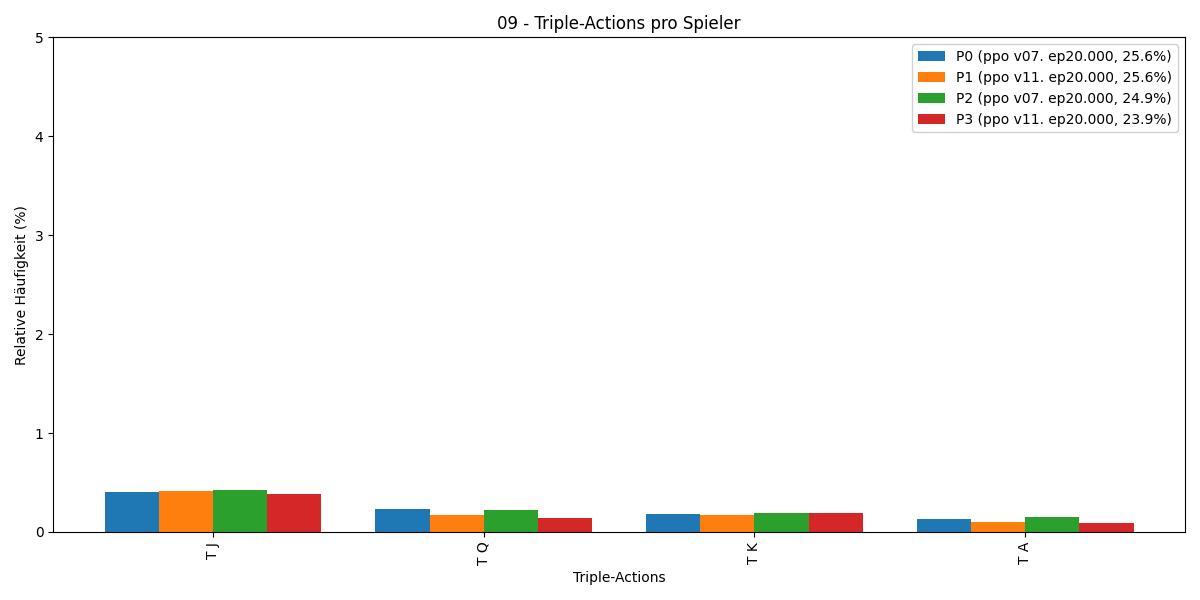 09 - Triple-Actions pro Spieler
P0 (ppo v07. ep20.000, 25.6%)
P1 (ppo v11. ep20.000, 25.6%)
P2 (ppo v07. ep20.000, 24.9%)
P3 (ppo v11. ep20.000, 23.9%)
Relative Häufigkeit (%)
5
4
3
2
1
0
T J
T Q
T K
T A
Triple-Actions